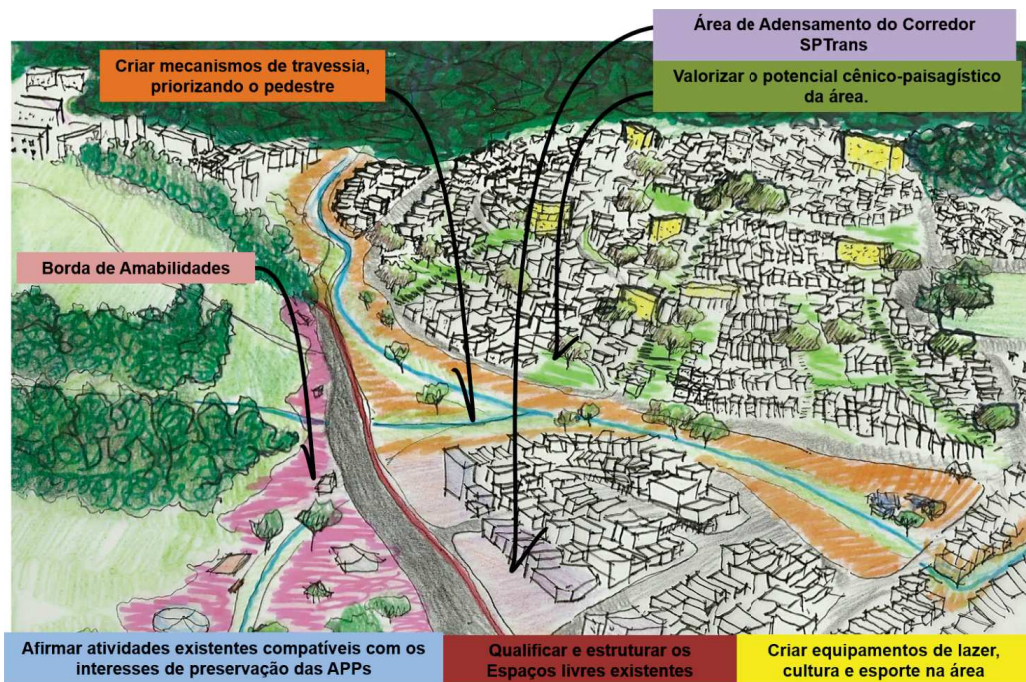 Área de Adensamento do Corredor
SPTrans
Criar mecanismos de travessia,
priorizando o pedestre
Valorizar o potencial cênico-paisagístico
da área.
Borda de Amabilidades
Afirmar atividades existentes compatíveis com os
interesses de preservação das APPs
Qualificar e estruturar os
Espaços livres existentes
Criar equipamentos de lazer,
cultura e esporte na área